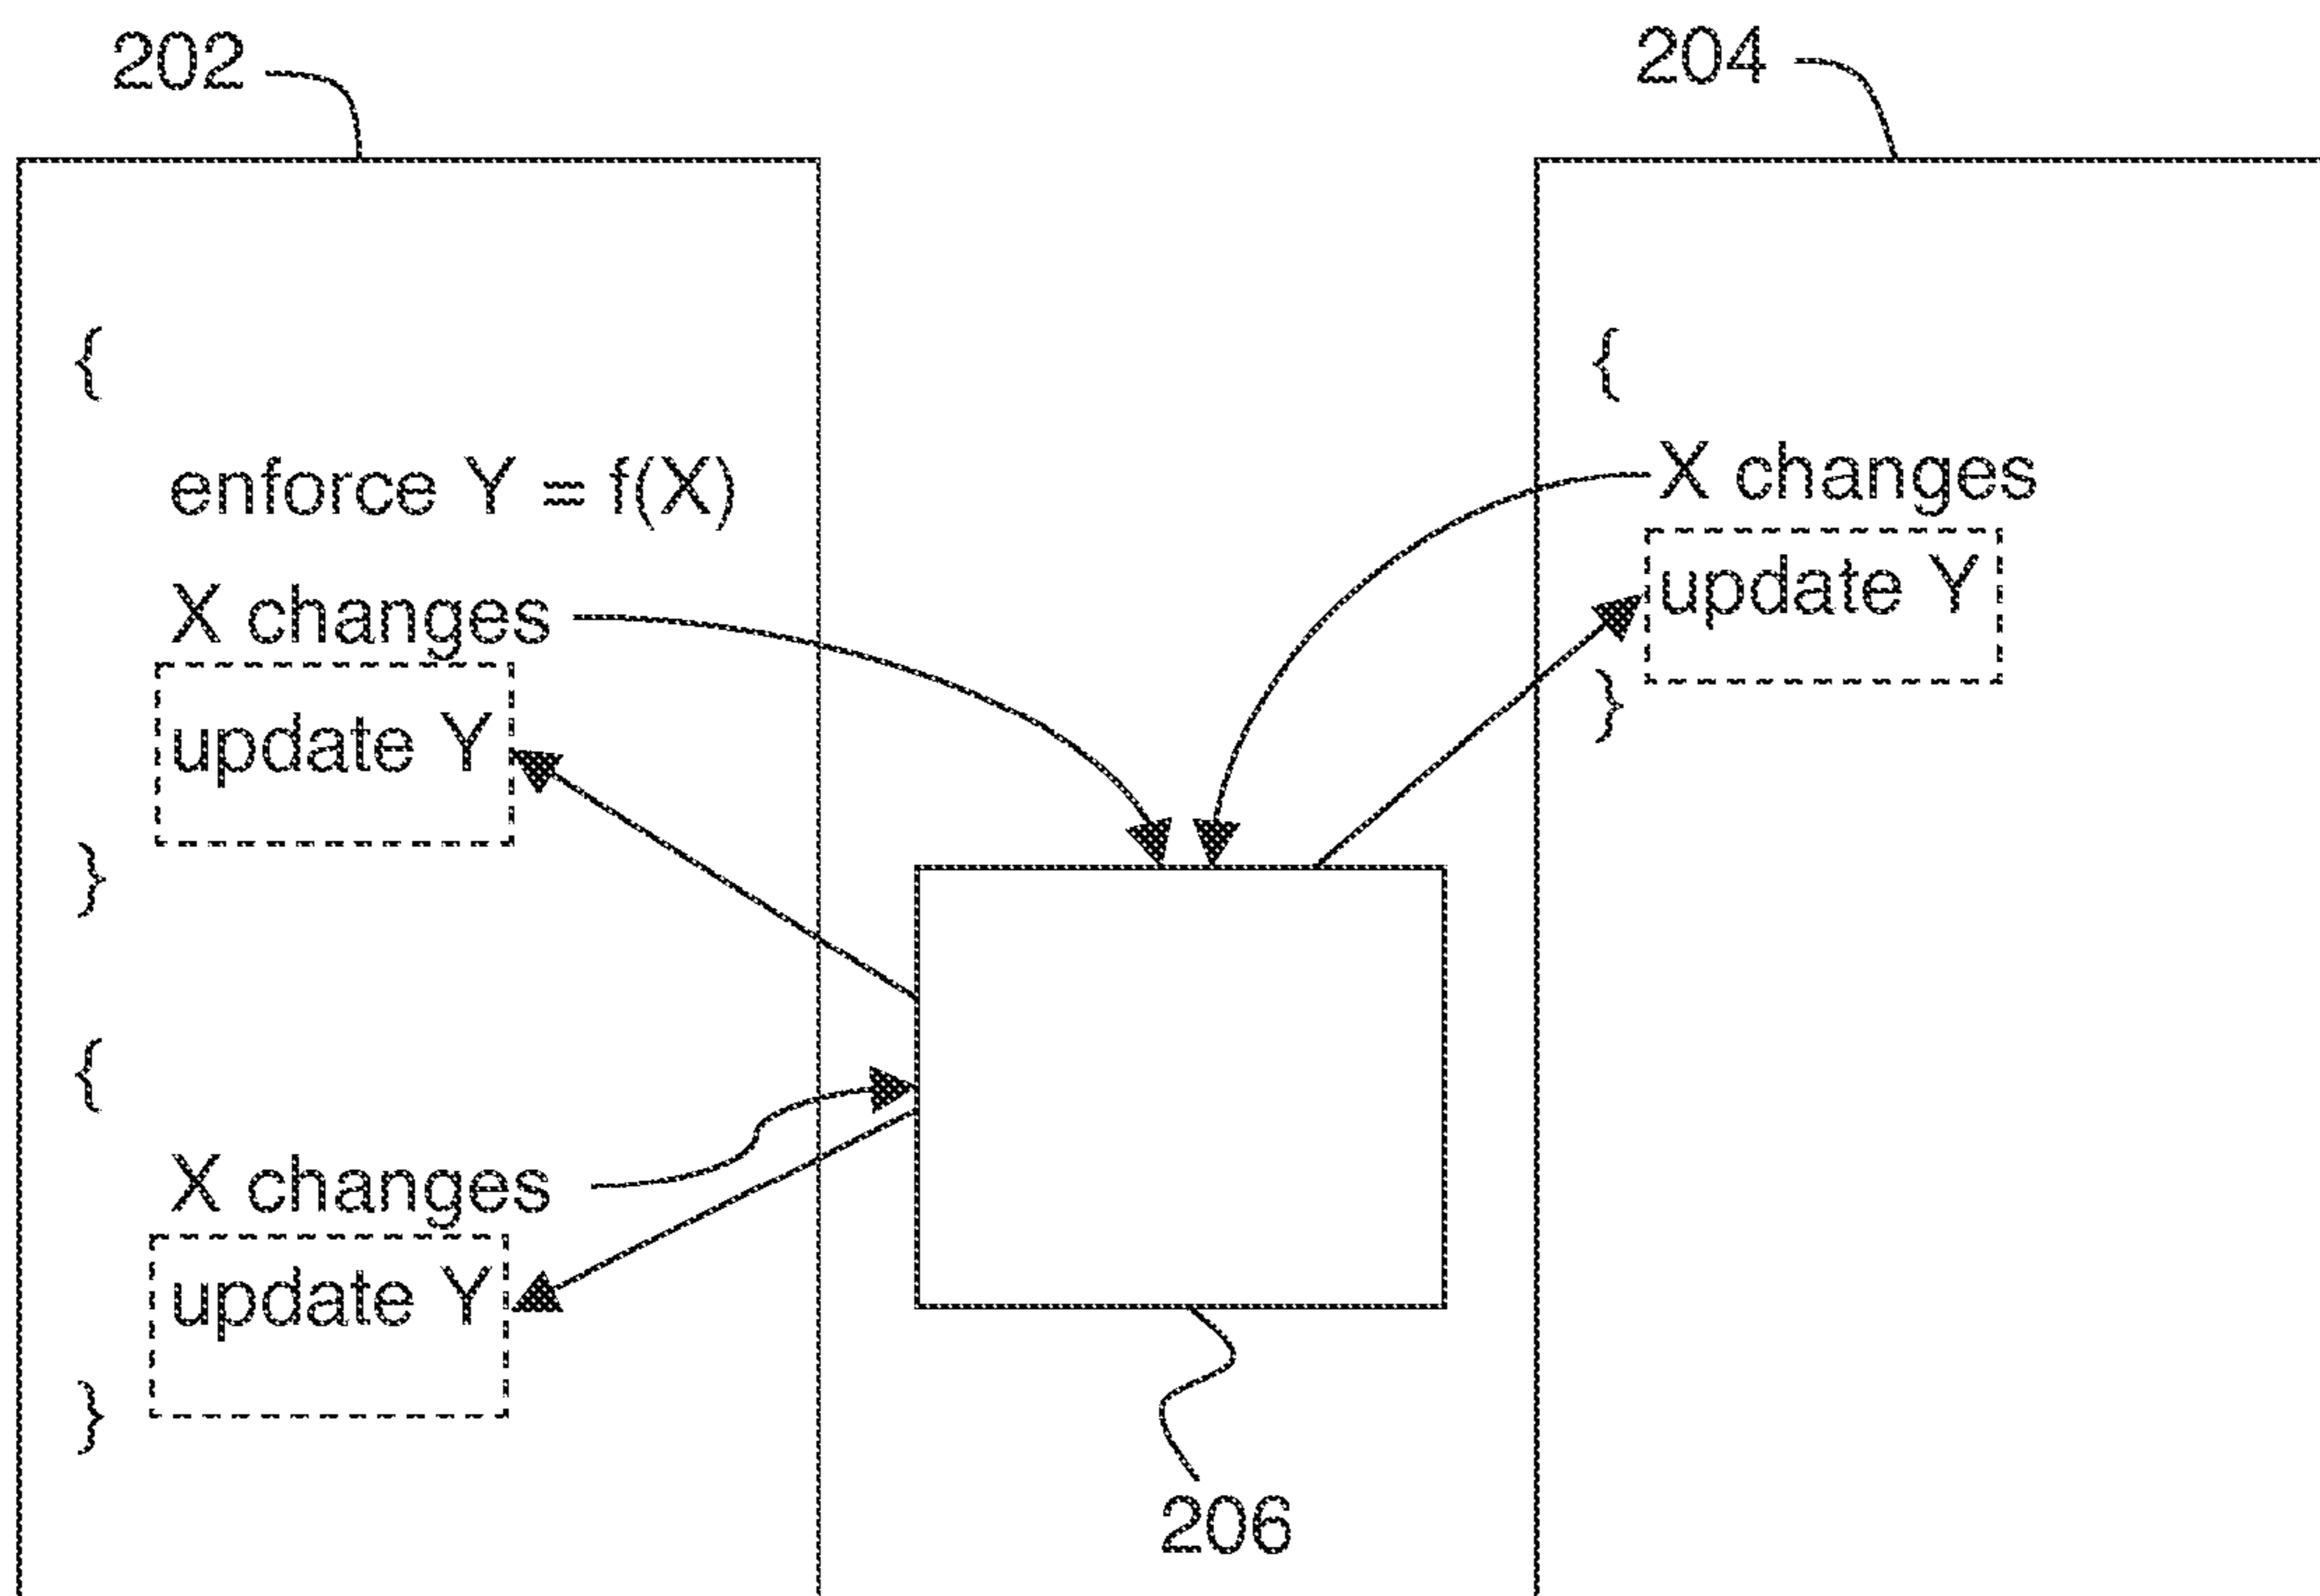 202
204
{
enforce Y = f(X)
X changes
update Y
}
{
X changes
update Y
}
{
X changes
update Y
}
206